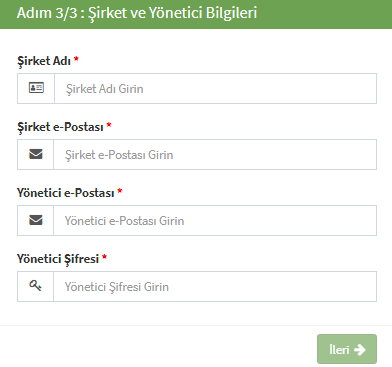 Adım 3/3 : Şirket ve Yönetici Bilgileri
Şirket Adı *
Şirket Adı Girin
Şirket e-Postası *
Şirket e-Postası Girin
Yönetici e-Postası *
Yönetici e-Postası Girin
Yönetici Şifresi *
Yönetici Şifresi Girin
İleri